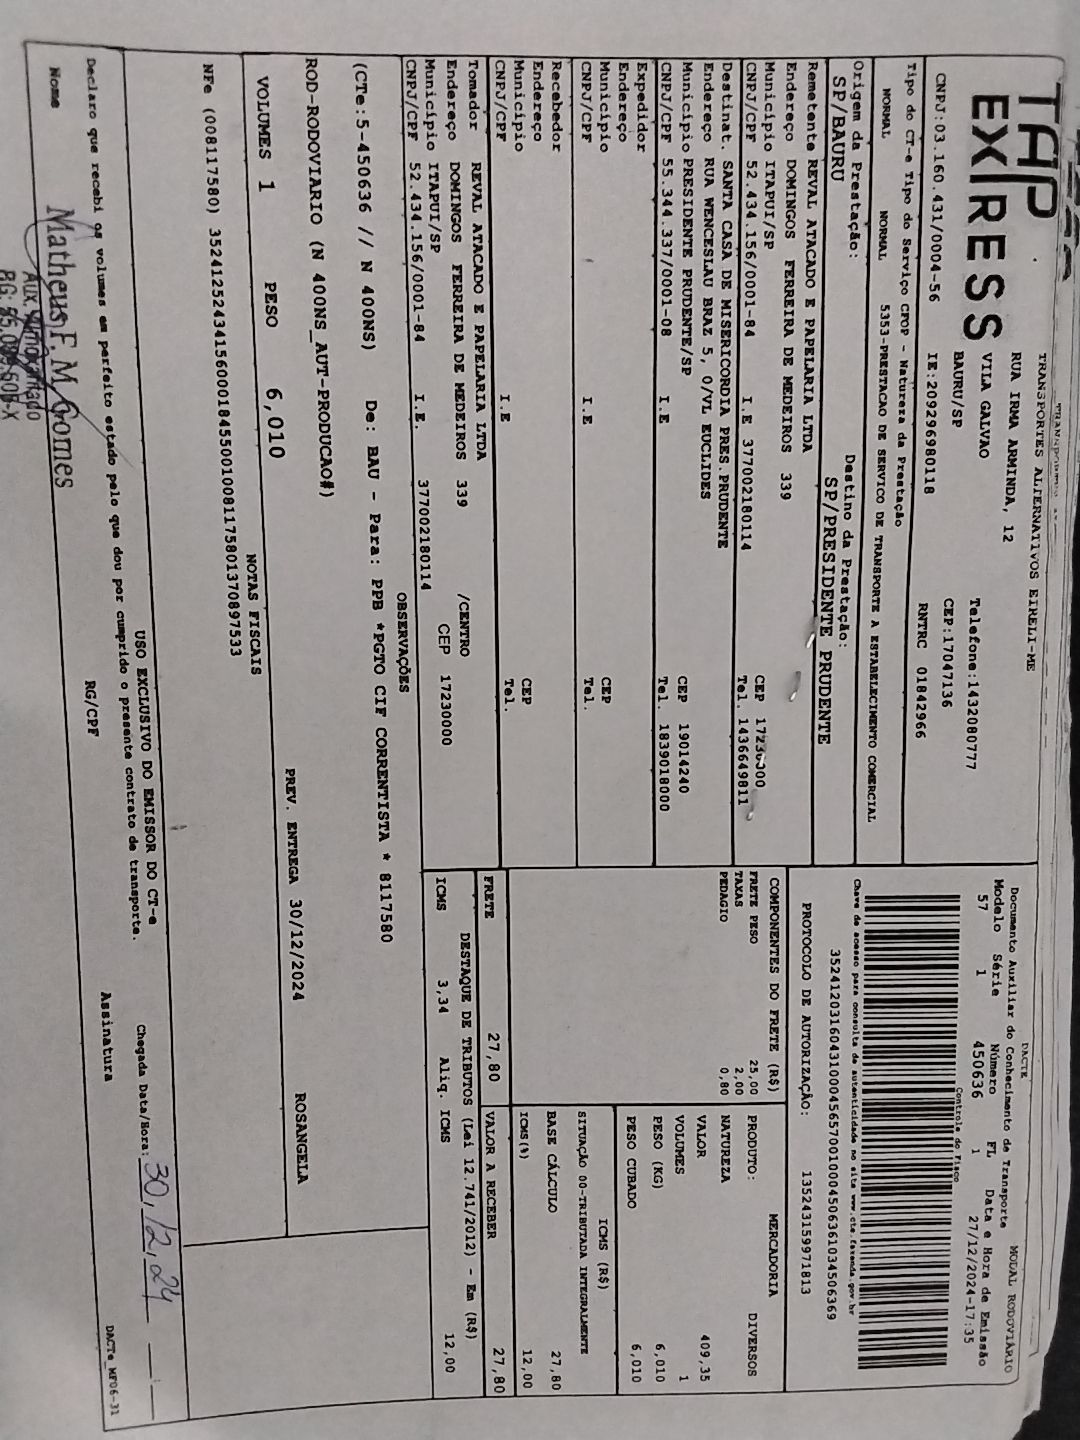 TRANSPORTES ALTERNATIVOS EIRELI-ME
TAP
EXPRESS
RUA IRMA ARMINDA, 12
VILA GALVAO
Telefone:1432080777
BAURU/SP
CEP:17047136
CNPJ:03.160.431/0004-56 IE:209296980118 RNTRC 01842966
DACTE
MODAL RODOVIÁRIO
Documento Auxiliar do Conhecimento de Transporte
Modelo Série Número FL Data e Hora de Emissão
57 1 450636 1 27/12/2024-17:35
Controle do Fisco
Chave de acesso para consulta de autenticidade no site www.cte.fazenda.gov.br
PROTOCOLO DE AUTORIZAÇÃO: 135243159971813
Tipo do CT-e Tipo do Serviço CFOP - Natureza da Prestação
NORMAL NORMAL 5353-PRESTACAO DE SERVICO DE TRANSPORTE A ESTABELECIMENTO COMERCIAL
Origem da Prestação: Destino da Prestação:
SP/BAURU SP/PRESIDENTE PRUDENTE
Remetente REVAL ATACADO E PAPELARIA LTDA
Endereço DOMINGOS FERREIRA DE MEDEIROS 339
Municipio ITAPUI/SP CEP
CNPJ/CPF 52.434.156/0001-84 I.E 377002180114 Tel. 1436649811
Destinat. SANTA CASA DE MISERICORDIA PRES.PRUDENTE
Endereço RUA WENCESLAU BRAZ 5, 0/VL EUCLIDES
Municipio PRESIDENTE PRUDENTE/SP CEP 19014240
CNPJ/CPF 55.344.337/0001-08 I.E Tel. 1839018000
Expedidor
Endereço
Municipio CEP
CNPJ/CPF I.E Tel.
Recebedor
Endereço
Municipio CEP
CNPJ/CPF I.E Tel.
Tomador REVAL ATACADO E PAPELARIA LTDA
Endereço DOMINGOS FERREIRA DE MEDEIROS 339 /CENTRO
Municipio ITAPUI/SP CEP 17230000
CNPJ/CPF 52.434.156/0001-84 I.E. 377002180114
COMPONENTES DO FRETE (R$)
FRETE PESO 25,00
TAXAS 2,00
PEDAGIO 0,80
MERCADORIA
PRODUTO: DIVERSOS
NATUREZA
VALOR 409,35
VOLUMES 1
PESO (KG) 6,010
PESO CUBADO 6,010
ICMS (R$)
SITUAÇÃO 00-TRIBUTADA INTEGRALMENTE
BASE CÁLCULO 27,80
ICMS(%) 12,00
FRETE 27,80 VALOR A RECEBER 27,80
DESTAQUE DE TRIBUTOS (Lei 12.741/2012) - Em (R$)
ICMS 3,34 Aliq. ICMS 12,00
OBSERVAÇÕES
(CTe:5-450636 // N 400NS) De: BAU - Para: PPB *PGTO CIF CORRENTISTA * 8117580
ROD-RODOVIARIO (N 400NS_AUT-PRODUCAO#)
PREV. ENTREGA 30/12/2024 ROSANGELA
VOLUMES 1 PESO 6,010
NOTAS FISCAIS
USO EXCLUSIVO DO EMISSOR DO CT-e
Chegada Data/Hora: 30,12,24
Declaro que recebi os volumes em perfeito estado pelo que dou por cumprido o presente contrato de transporte.
Nome RG/CPF Assinatura
Matheus F. M. Gomes
DACTe_MF06-31